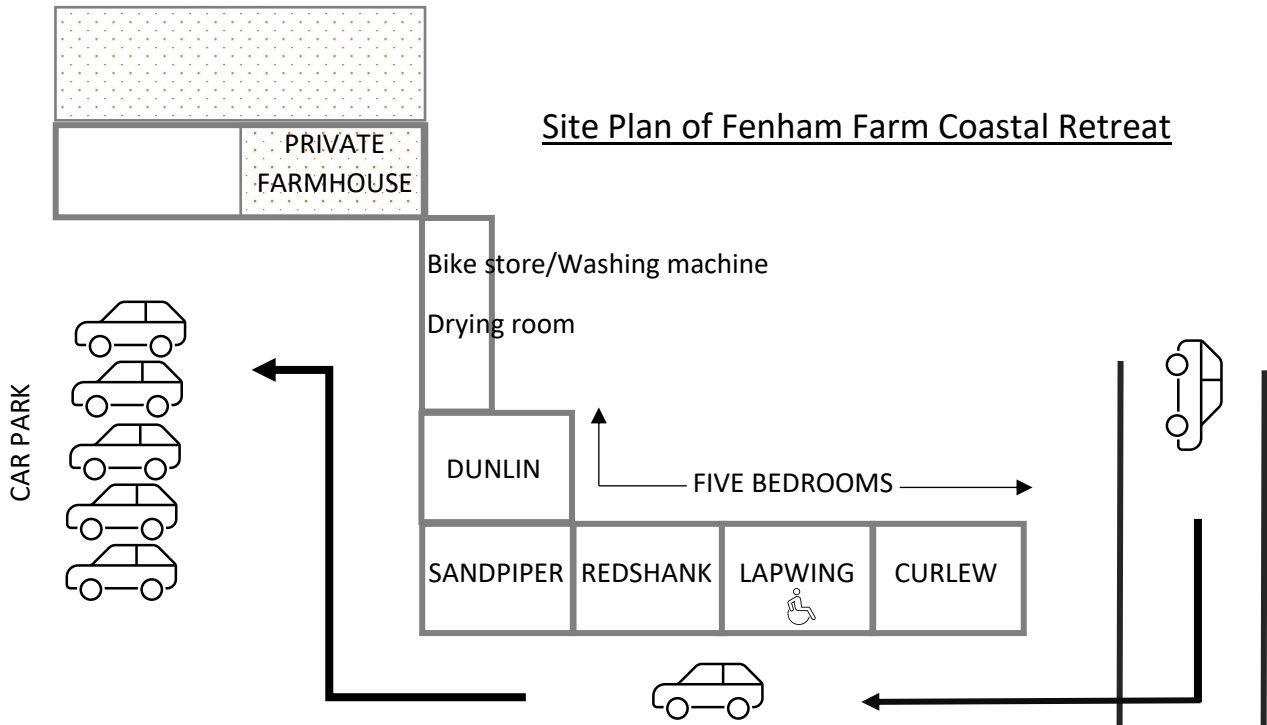 Site Plan of Fenham Farm Coastal Retreat
PRIVATE
FARMHOUSE
Bike store/Washing machine
Drying room
CAR PARK
DUNLIN
FIVE BEDROOMS
SANDPIPER
REDSHANK
LAPWING
CURLEW